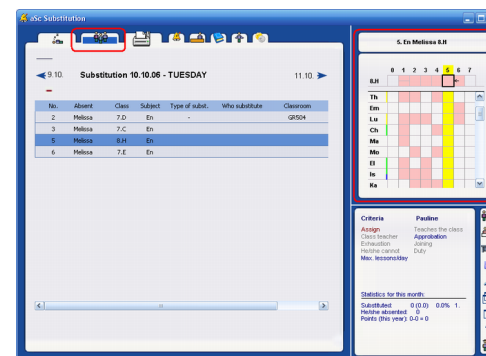 aSc Substitution
9.10. Substitution 10.10.06 - TUESDAY 11.10.
No. Absent Class Subject Type of subst. Who substitute Classroom
2 Melissa 7.D En - GR504
3 Melissa 7.C En
5 Melissa 8.H En
6 Melissa 7.E En
5. En Melissa 8.H
0 1 2 3 4 5 6 7
8.H
Th
Em
Lu
Ch
Ma
Mo
El
Is
Ka
Criteria Pauline
Assign Teaches the class
Class teacher Approbation
Exhaustion Joining
He/she cannot Duty
Max. lessons/day
Statistics for this month:
Substituted: 0 (0.0) 0.0% 1.
He/she absented: 0
Points (this year): 0-0 = 0